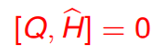 [Q, Ĥ] = 0